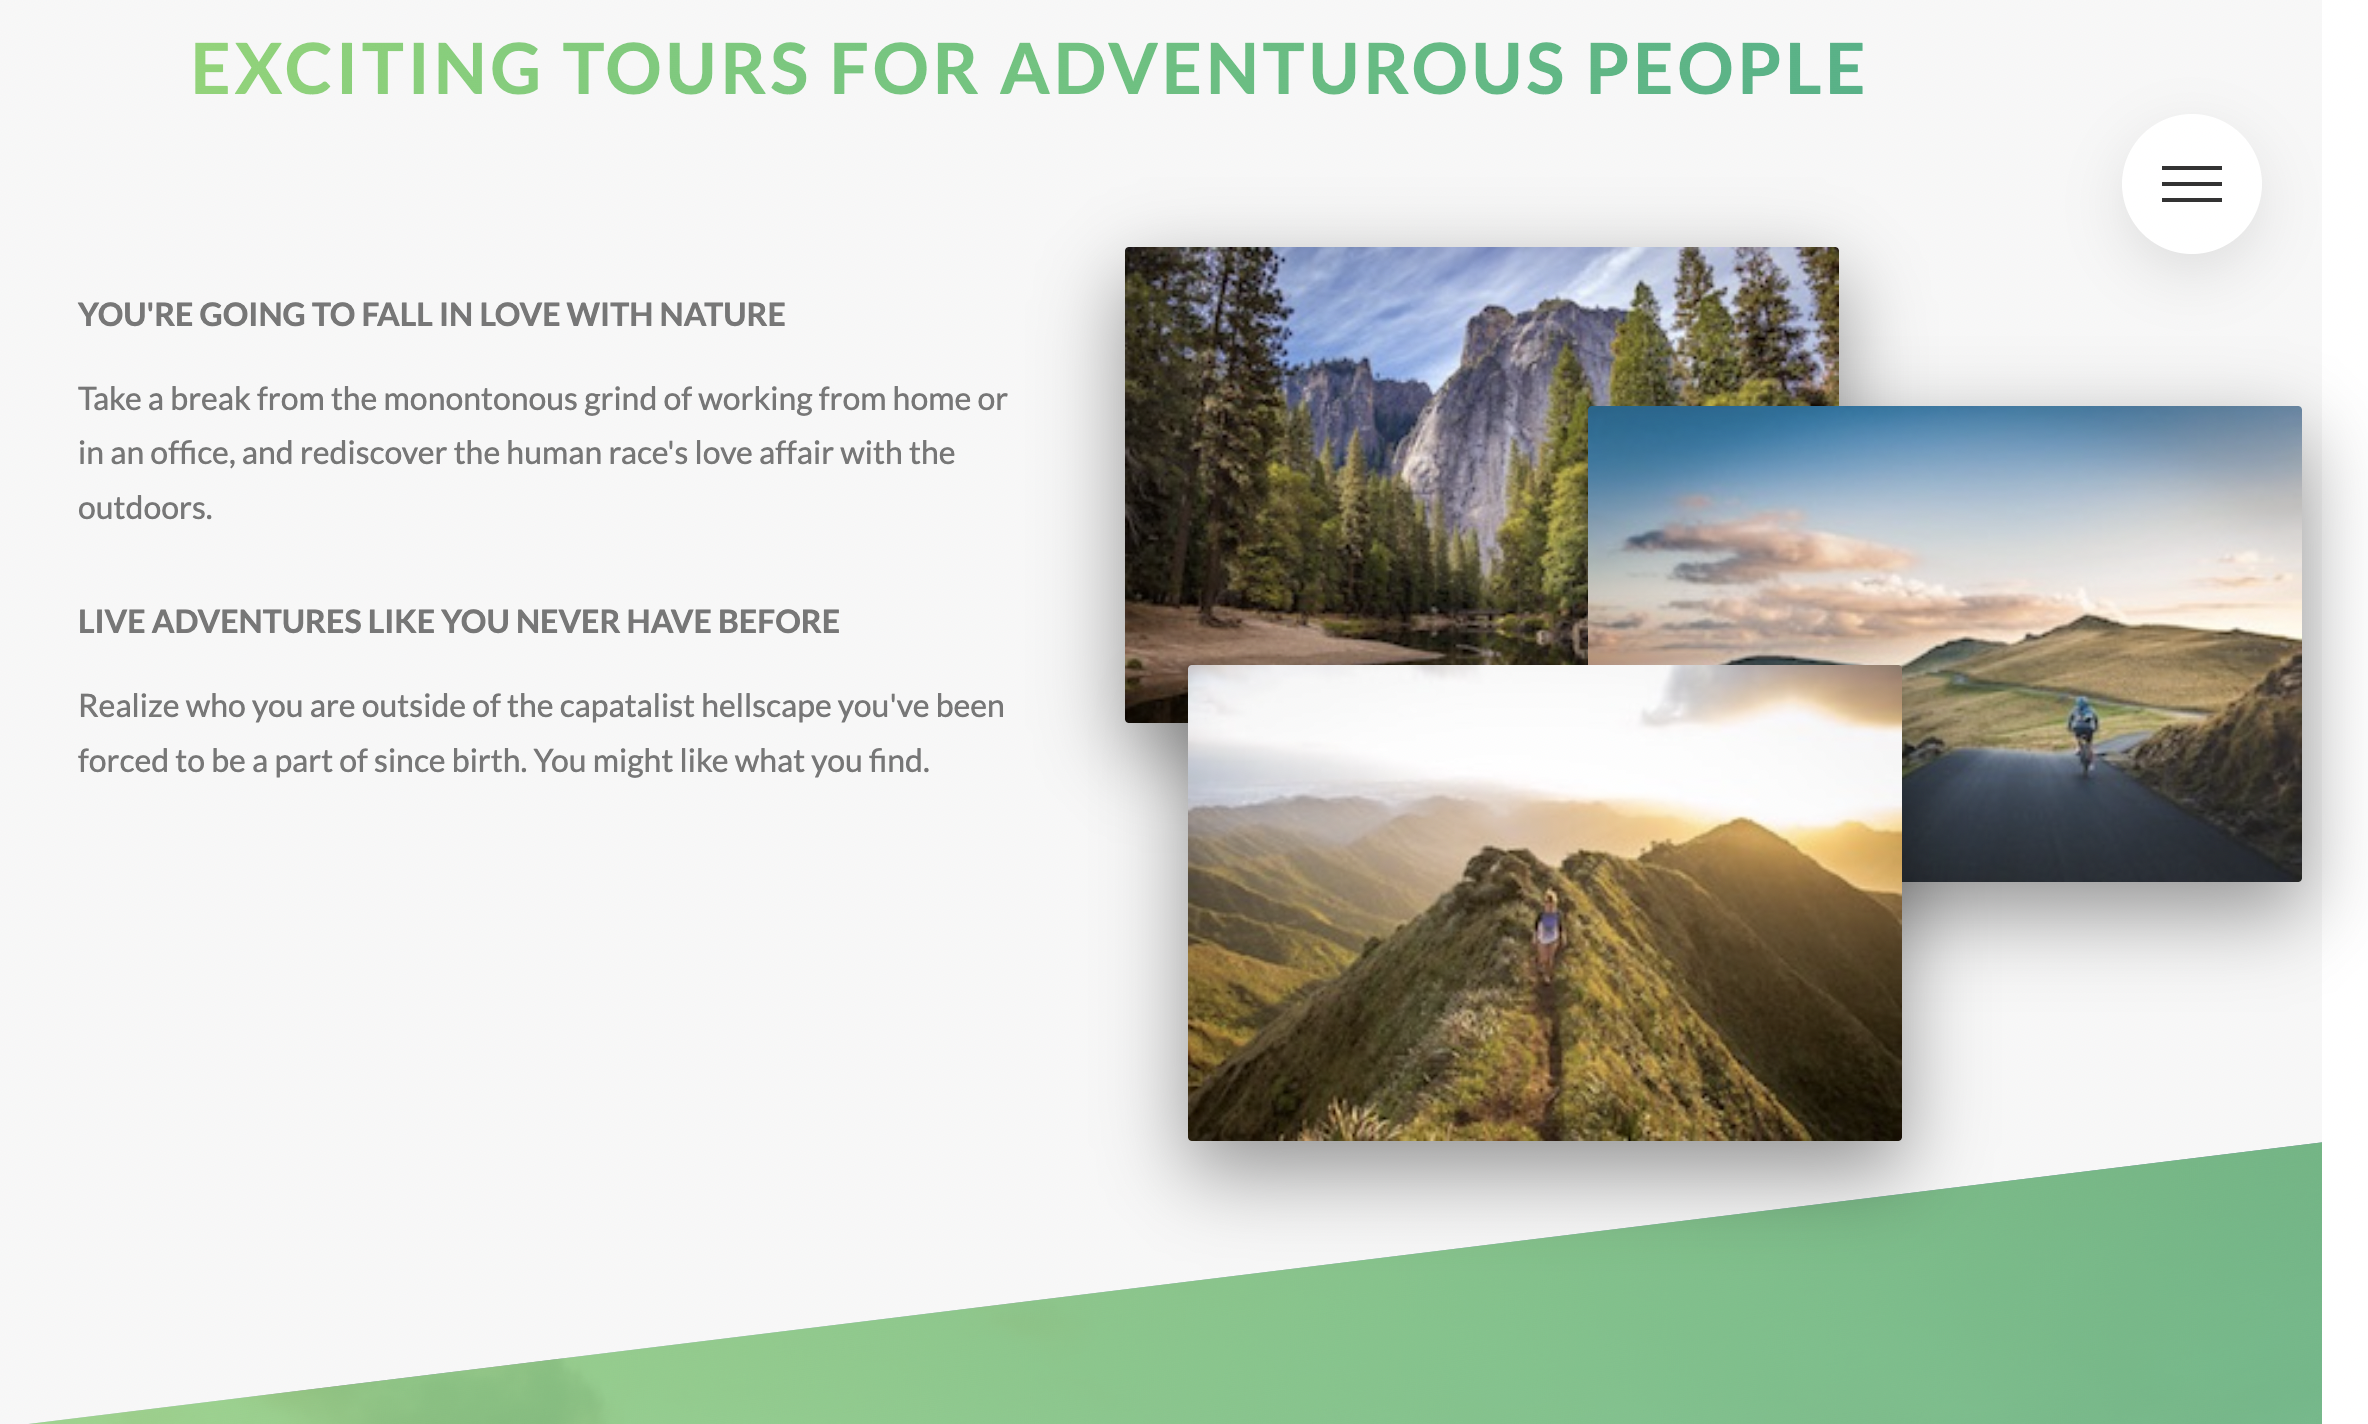 EXCITING TOURS FOR ADVENTUROUS PEOPLE
YOU'RE GOING TO FALL IN LOVE WITH NATURE
Take a break from the monontonous grind of working from home or
in an office, and rediscover the human race's love affair with the
outdoors.
LIVE ADVENTURES LIKE YOU NEVER HAVE BEFORE
Realize who you are outside of the capatalist hellscape you've been
forced to be a part of since birth. You might like what you find.